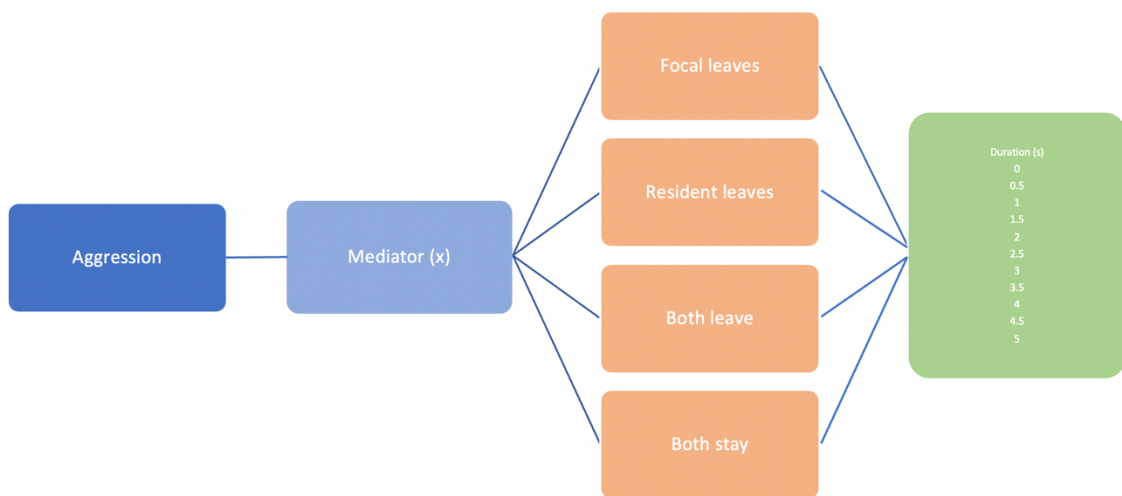 Aggression
Mediator (x)
Focal leaves
Resident leaves
Both leave
Both stay
Duration (s)
0
0.5
1
1.5
2
2.5
3
3.5
4
4.5
5